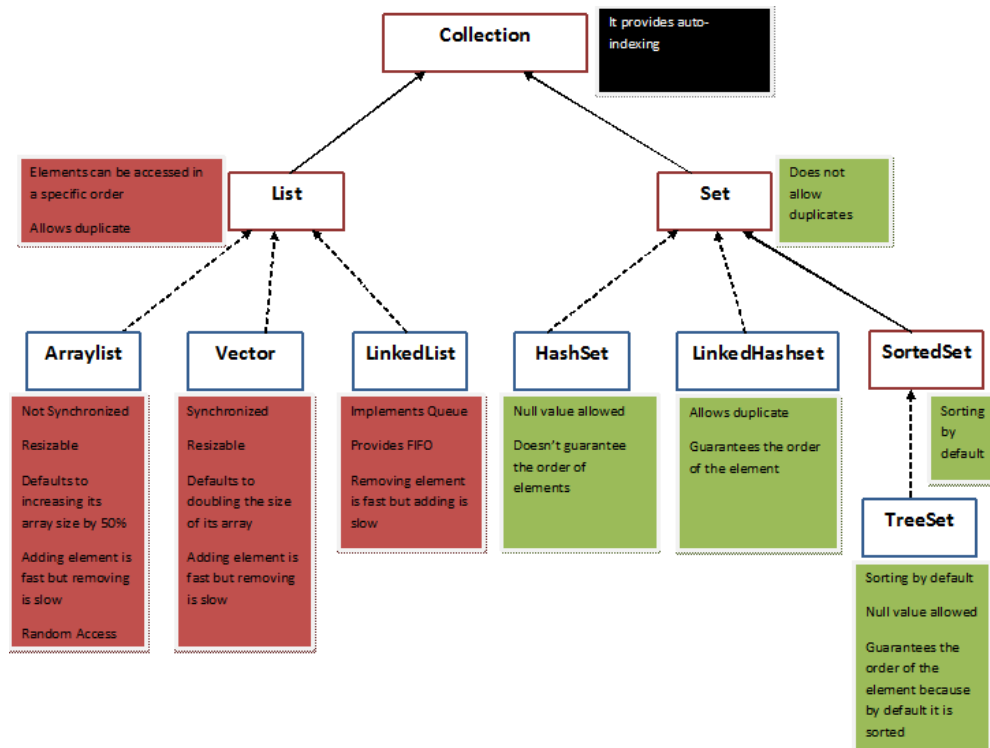 Collection
It provides auto-
indexing
Elements can be accessed in
a specific order
Allows duplicate
List
Set
Does not
allow
duplicates
Arraylist
Vector
LinkedList
HashSet
LinkedHashset
SortedSet
Not Synchronized
Resizable
Defaults to
increasing its
array size by 50%
Adding element is
fast but removing
is slow
Random Access
Synchronized
Resizable
Defaults to
doubling the size
of its array
Adding element is
fast but removing
is slow
Implements Queue
Provides FIFO
Removing element
is fast but adding is
slow
Null value allowed
Doesn't guarantee
the order of
elements
Allows duplicate
Guarantees the order
of the element
Sorting
by
default
TreeSet
Sorting by default
Null value allowed
Guarantees the
order of the
element because
by default it is
sorted